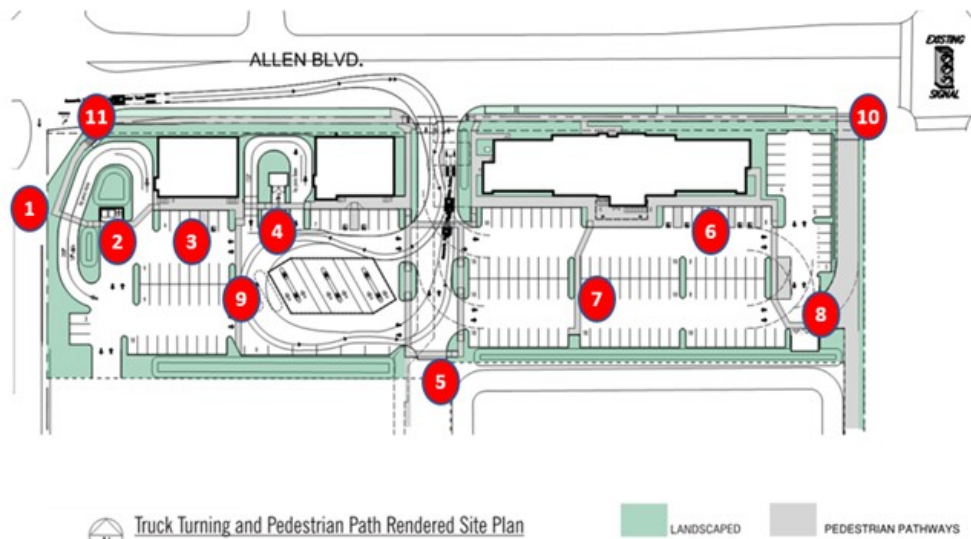 EXISTING
SIGNAL
ALLEN BLVD.
11
10
1
2
3
4
6
9
7
8
5
N
Truck Turning and Pedestrian Path Rendered Site Plan
LANDSCAPED
PEDESTRIAN PATHWAYS